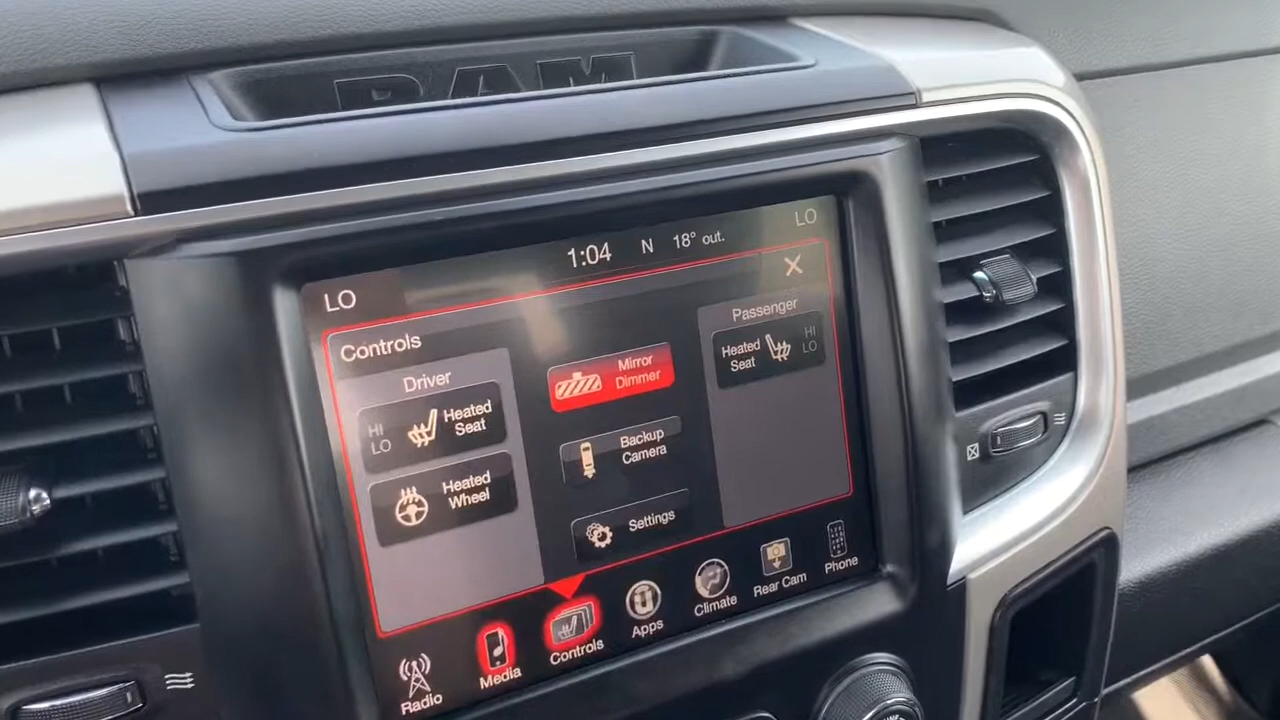 RAM
LO
1:04 N 18° out.
LO
Controls
Driver
HI
LO
Heated
Seat
Heated
Wheel
Mirror
Dimmer
Backup
Camera
Settings
X
Passenger
Heated
Seat
HI
LO
Radio
Media
Controls
Apps
Climate
Rear Cam
Phone